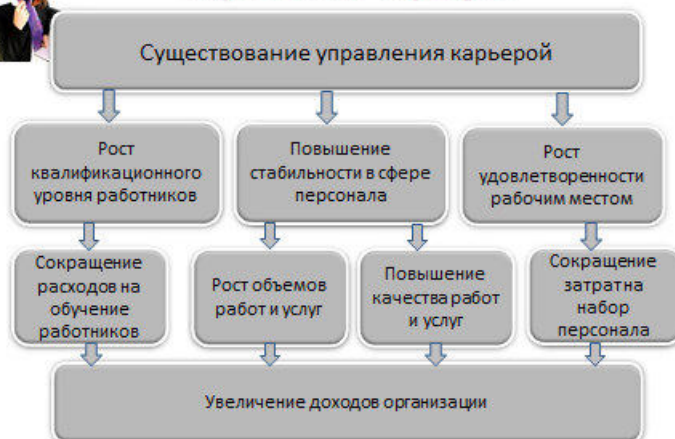 Существование управления карьерой
Рост
квалификационного
уровня работников
Повышение
стабильности в сфере
персонала
Рост
удовлетворенности
рабочим местом
Сокращение
расходов на
обучение
работников
Рост объемов
работ и услуг
Повышение
качества работ
и услуг
Сокращение
затрат на
набор
персонала
Увеличение доходов организации